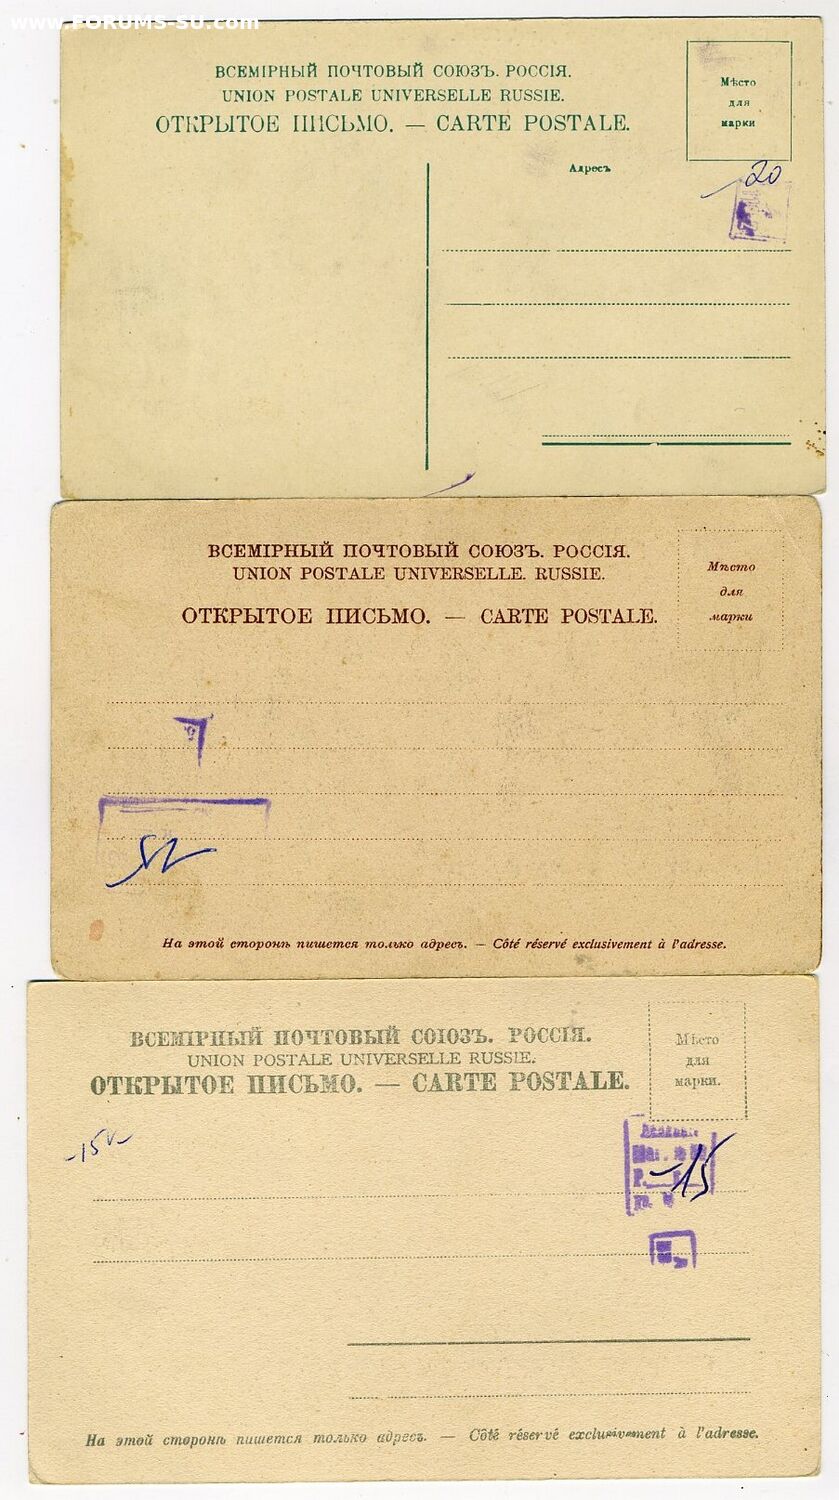 www.FORUMS-SU.com
ВСЕМІРНЫЙ ПОЧТОВЫЙ СОЮЗЪ. РОССІЯ.
UNION POSTALE UNIVERSELLE RUSSIE.
ОТКРЫТОЕ ПИСЬМО. — CARTE POSTALE.
Мѣсто
для
марки
Адресъ
20
ВСЕМІРНЫЙ ПОЧТОВЫЙ СОЮЗЪ. РОССІЯ.
UNION POSTALE UNIVERSELLE. RUSSIE.
ОТКРЫТОЕ ПИСЬМО. — CARTE POSTALE.
Мѣсто
для
марки
На этой сторонѣ пишется только адресъ. — Côté réservé exclusivement à l'adresse.
ВСЕМІРНЫЙ ПОЧТОВЫЙ СОЮЗЪ. РОССІЯ.
UNION POSTALE UNIVERSELLE RUSSIE.
ОТКРЫТОЕ ПИСЬМО. — CARTE POSTALE.
Мѣсто
для
марки.
-15
На этой сторонѣ пишется только адресъ. — Côté réservé exclusivement à l'adresse.